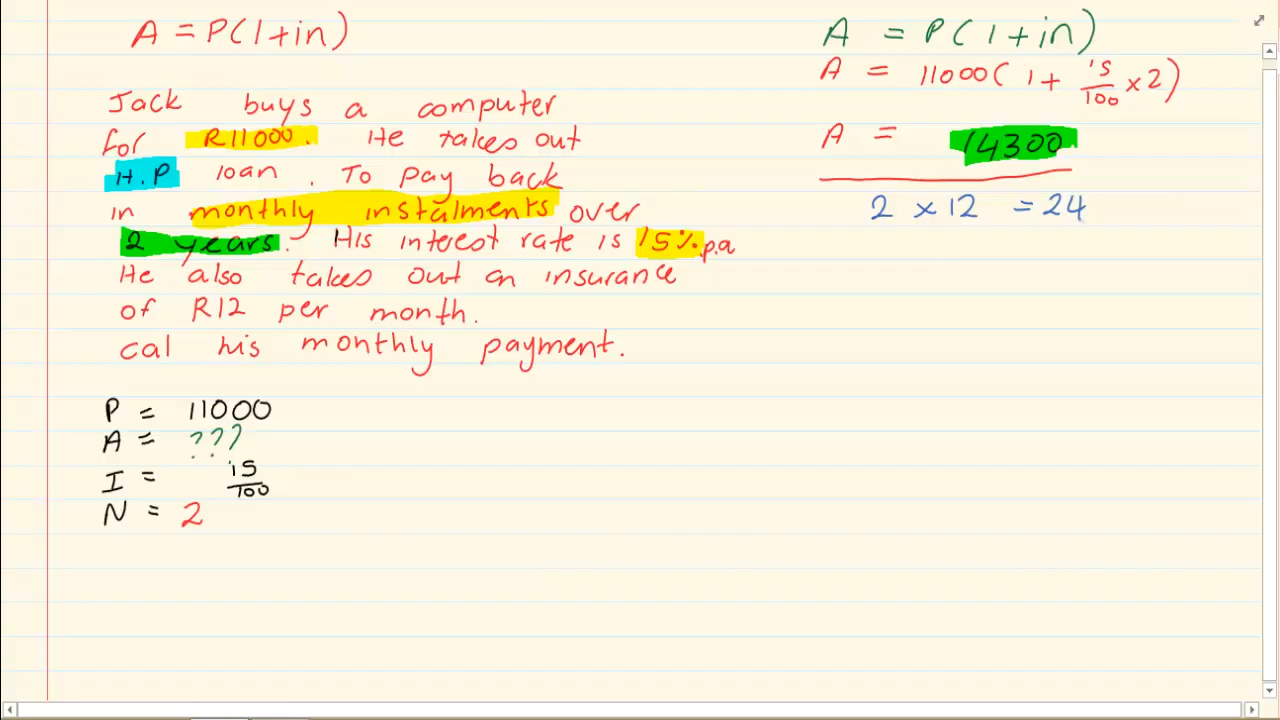 A = P(1+in)
Jack buys a computer
for R11000. He takes out
H.P loan. To pay back
in monthly instalments over
2 years. His interest rate is 15% p.a
He also takes out an insurance
of R12 per month.
cal his monthly payment.
P = 11000
A = ???
I = 15/100
N = 2
A = P(1+in)
A = 11000(1 + 15/100 × 2)
A = 14300
2 × 12 = 24